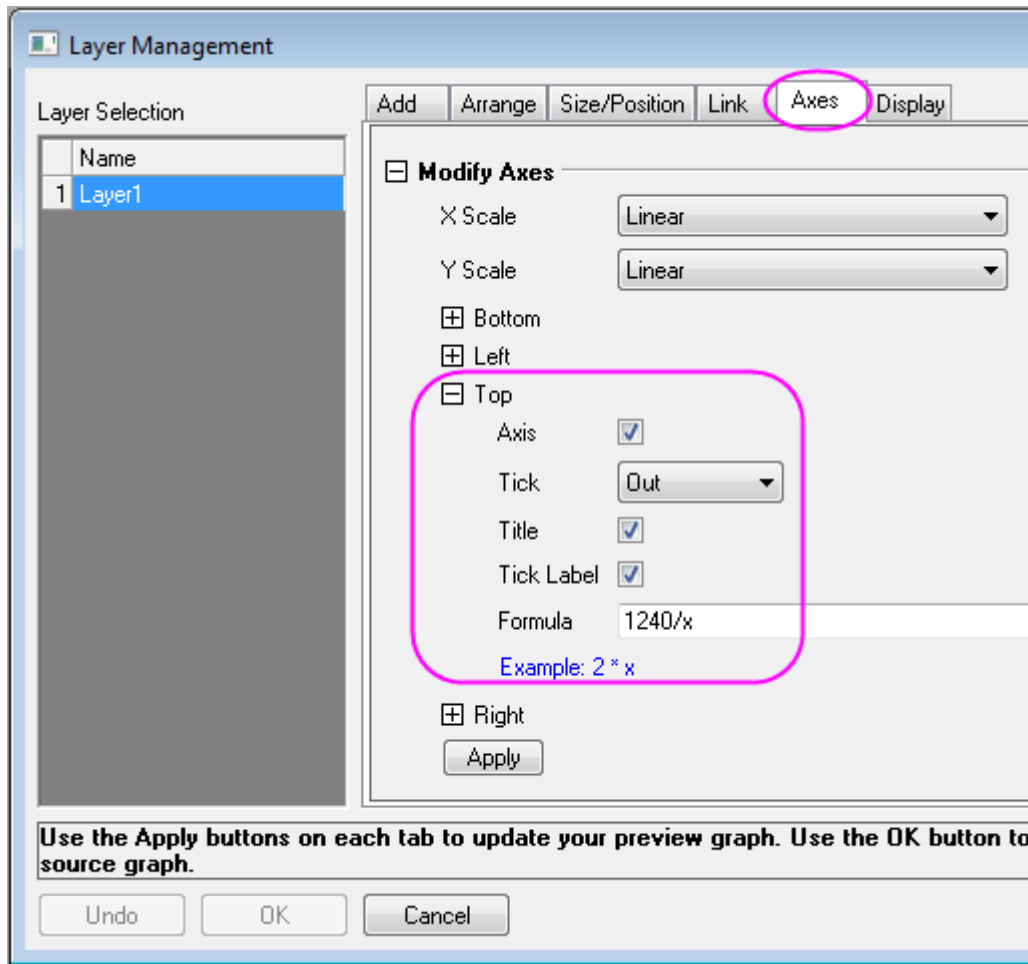 Layer Management
Layer Selection
Name
1 Layer1
Add Arrange Size/Position Link Axes Display
Modify Axes
X Scale Linear
Y Scale Linear
Bottom
Left
Top
Axis
Tick Out
Title
Tick Label
Formula 1240/x
Example: 2 * x
Right
Apply
Use the Apply buttons on each tab to update your preview graph. Use the OK button to
source graph.
Undo OK Cancel